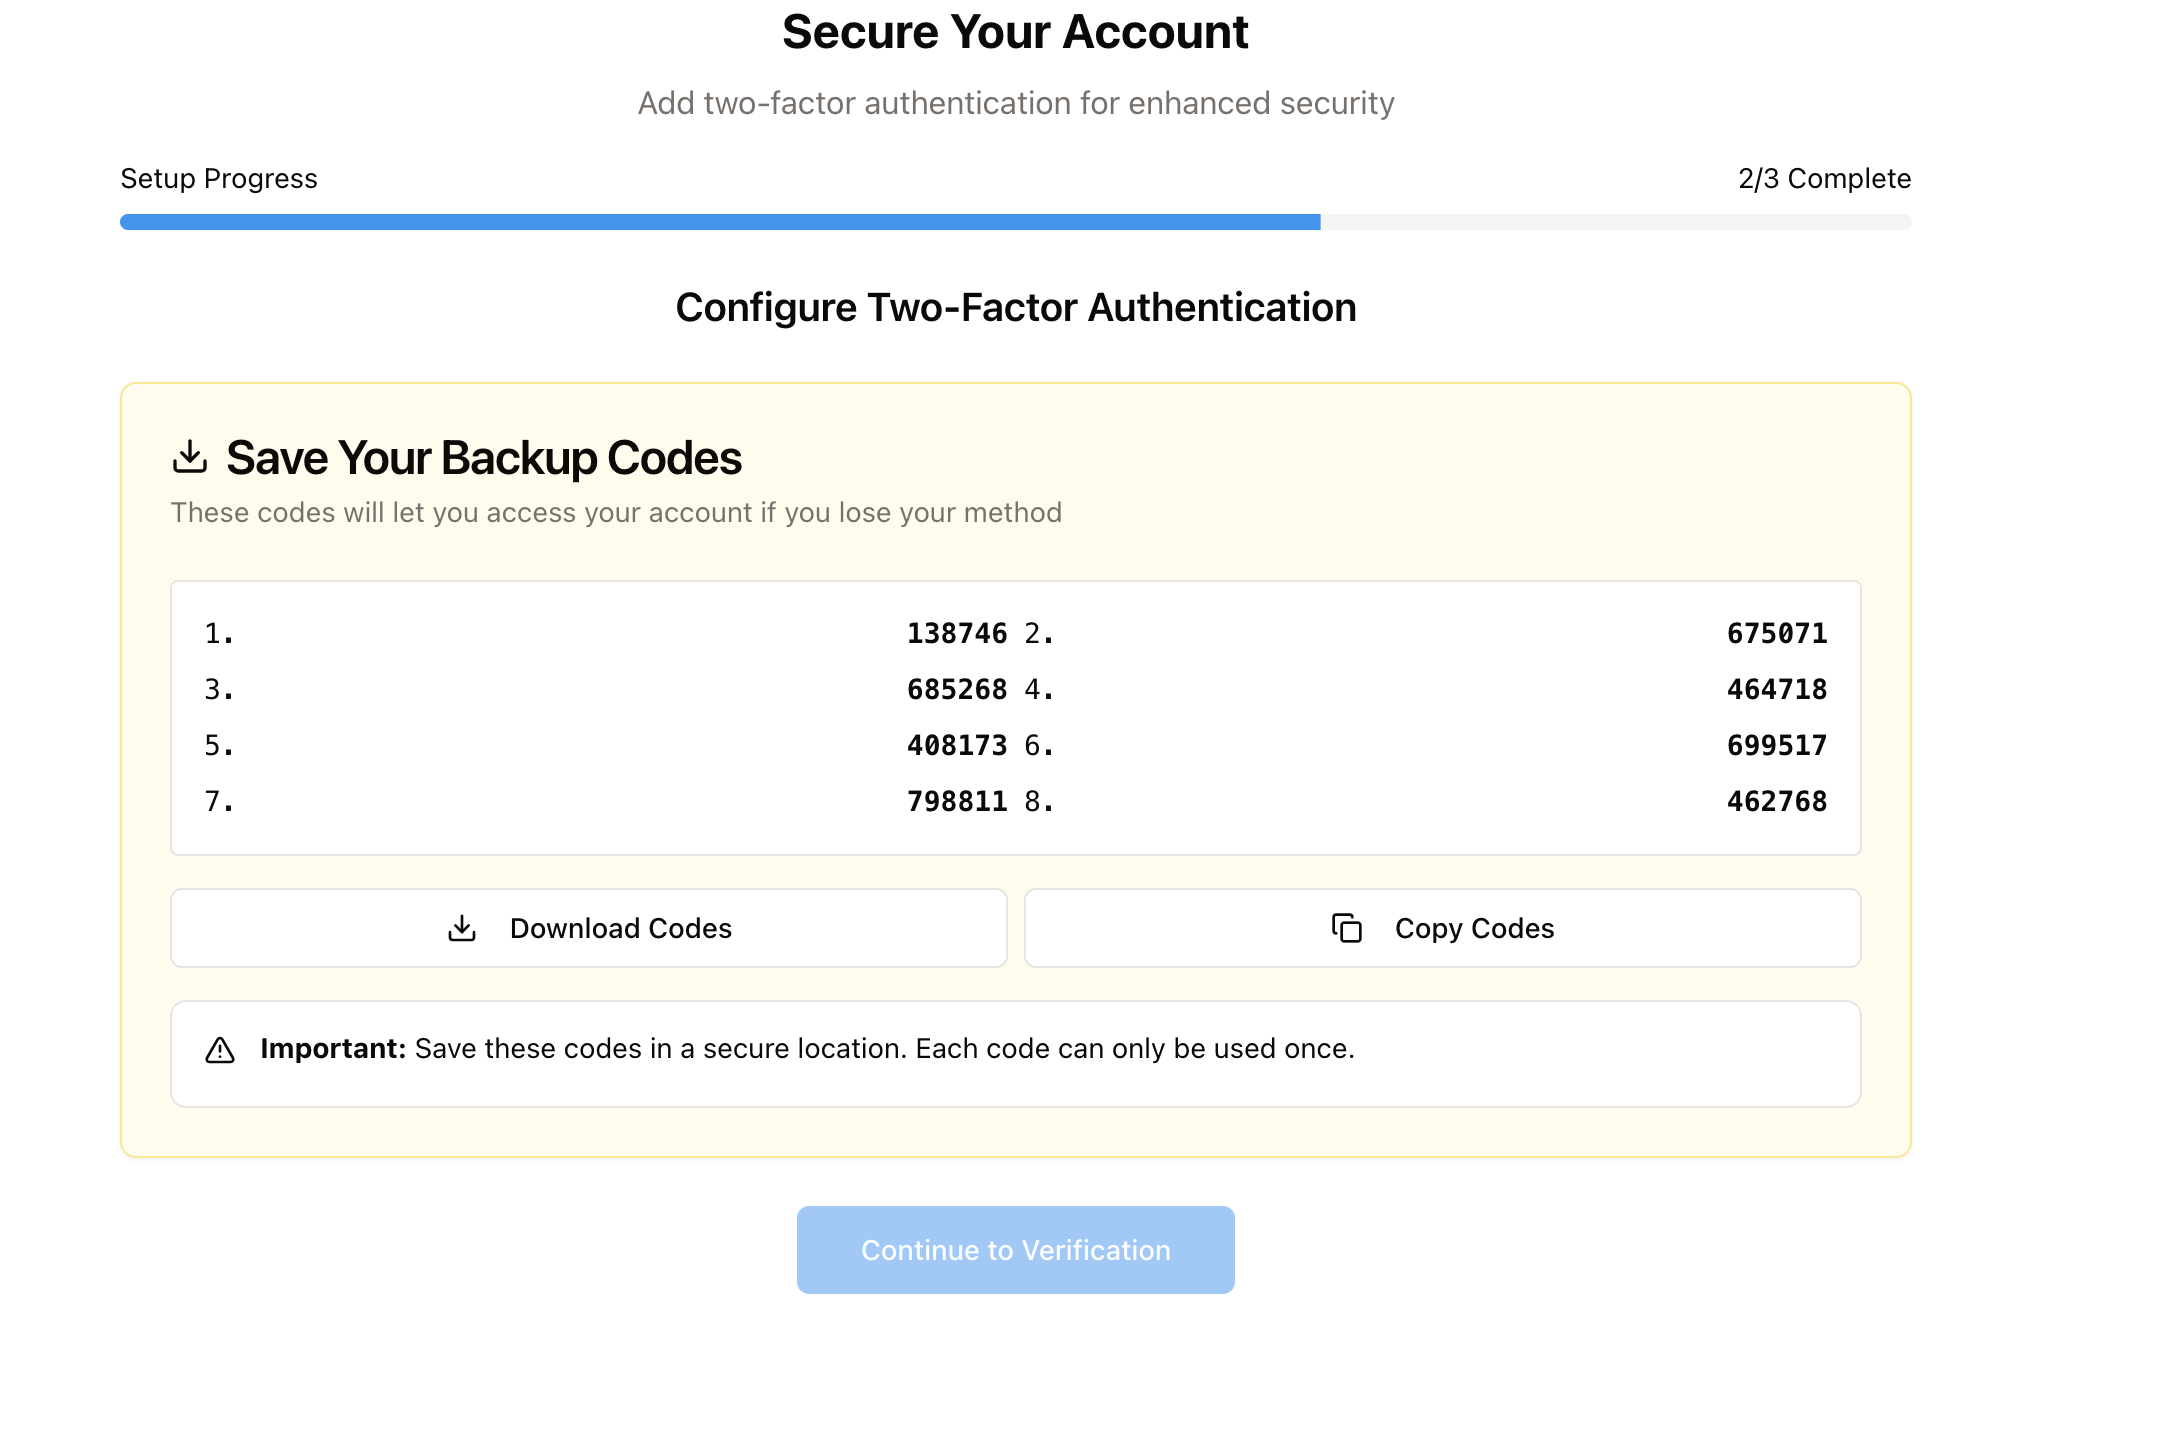 Secure Your Account
Add two-factor authentication for enhanced security
Setup Progress 2/3 Complete
Configure Two-Factor Authentication
Save Your Backup Codes
These codes will let you access your account if you lose your method
1. 138746 2. 675071
3. 685268 4. 464718
5. 408173 6. 699517
7. 798811 8. 462768
Download Codes Copy Codes
Important: Save these codes in a secure location. Each code can only be used once.
Continue to Verification